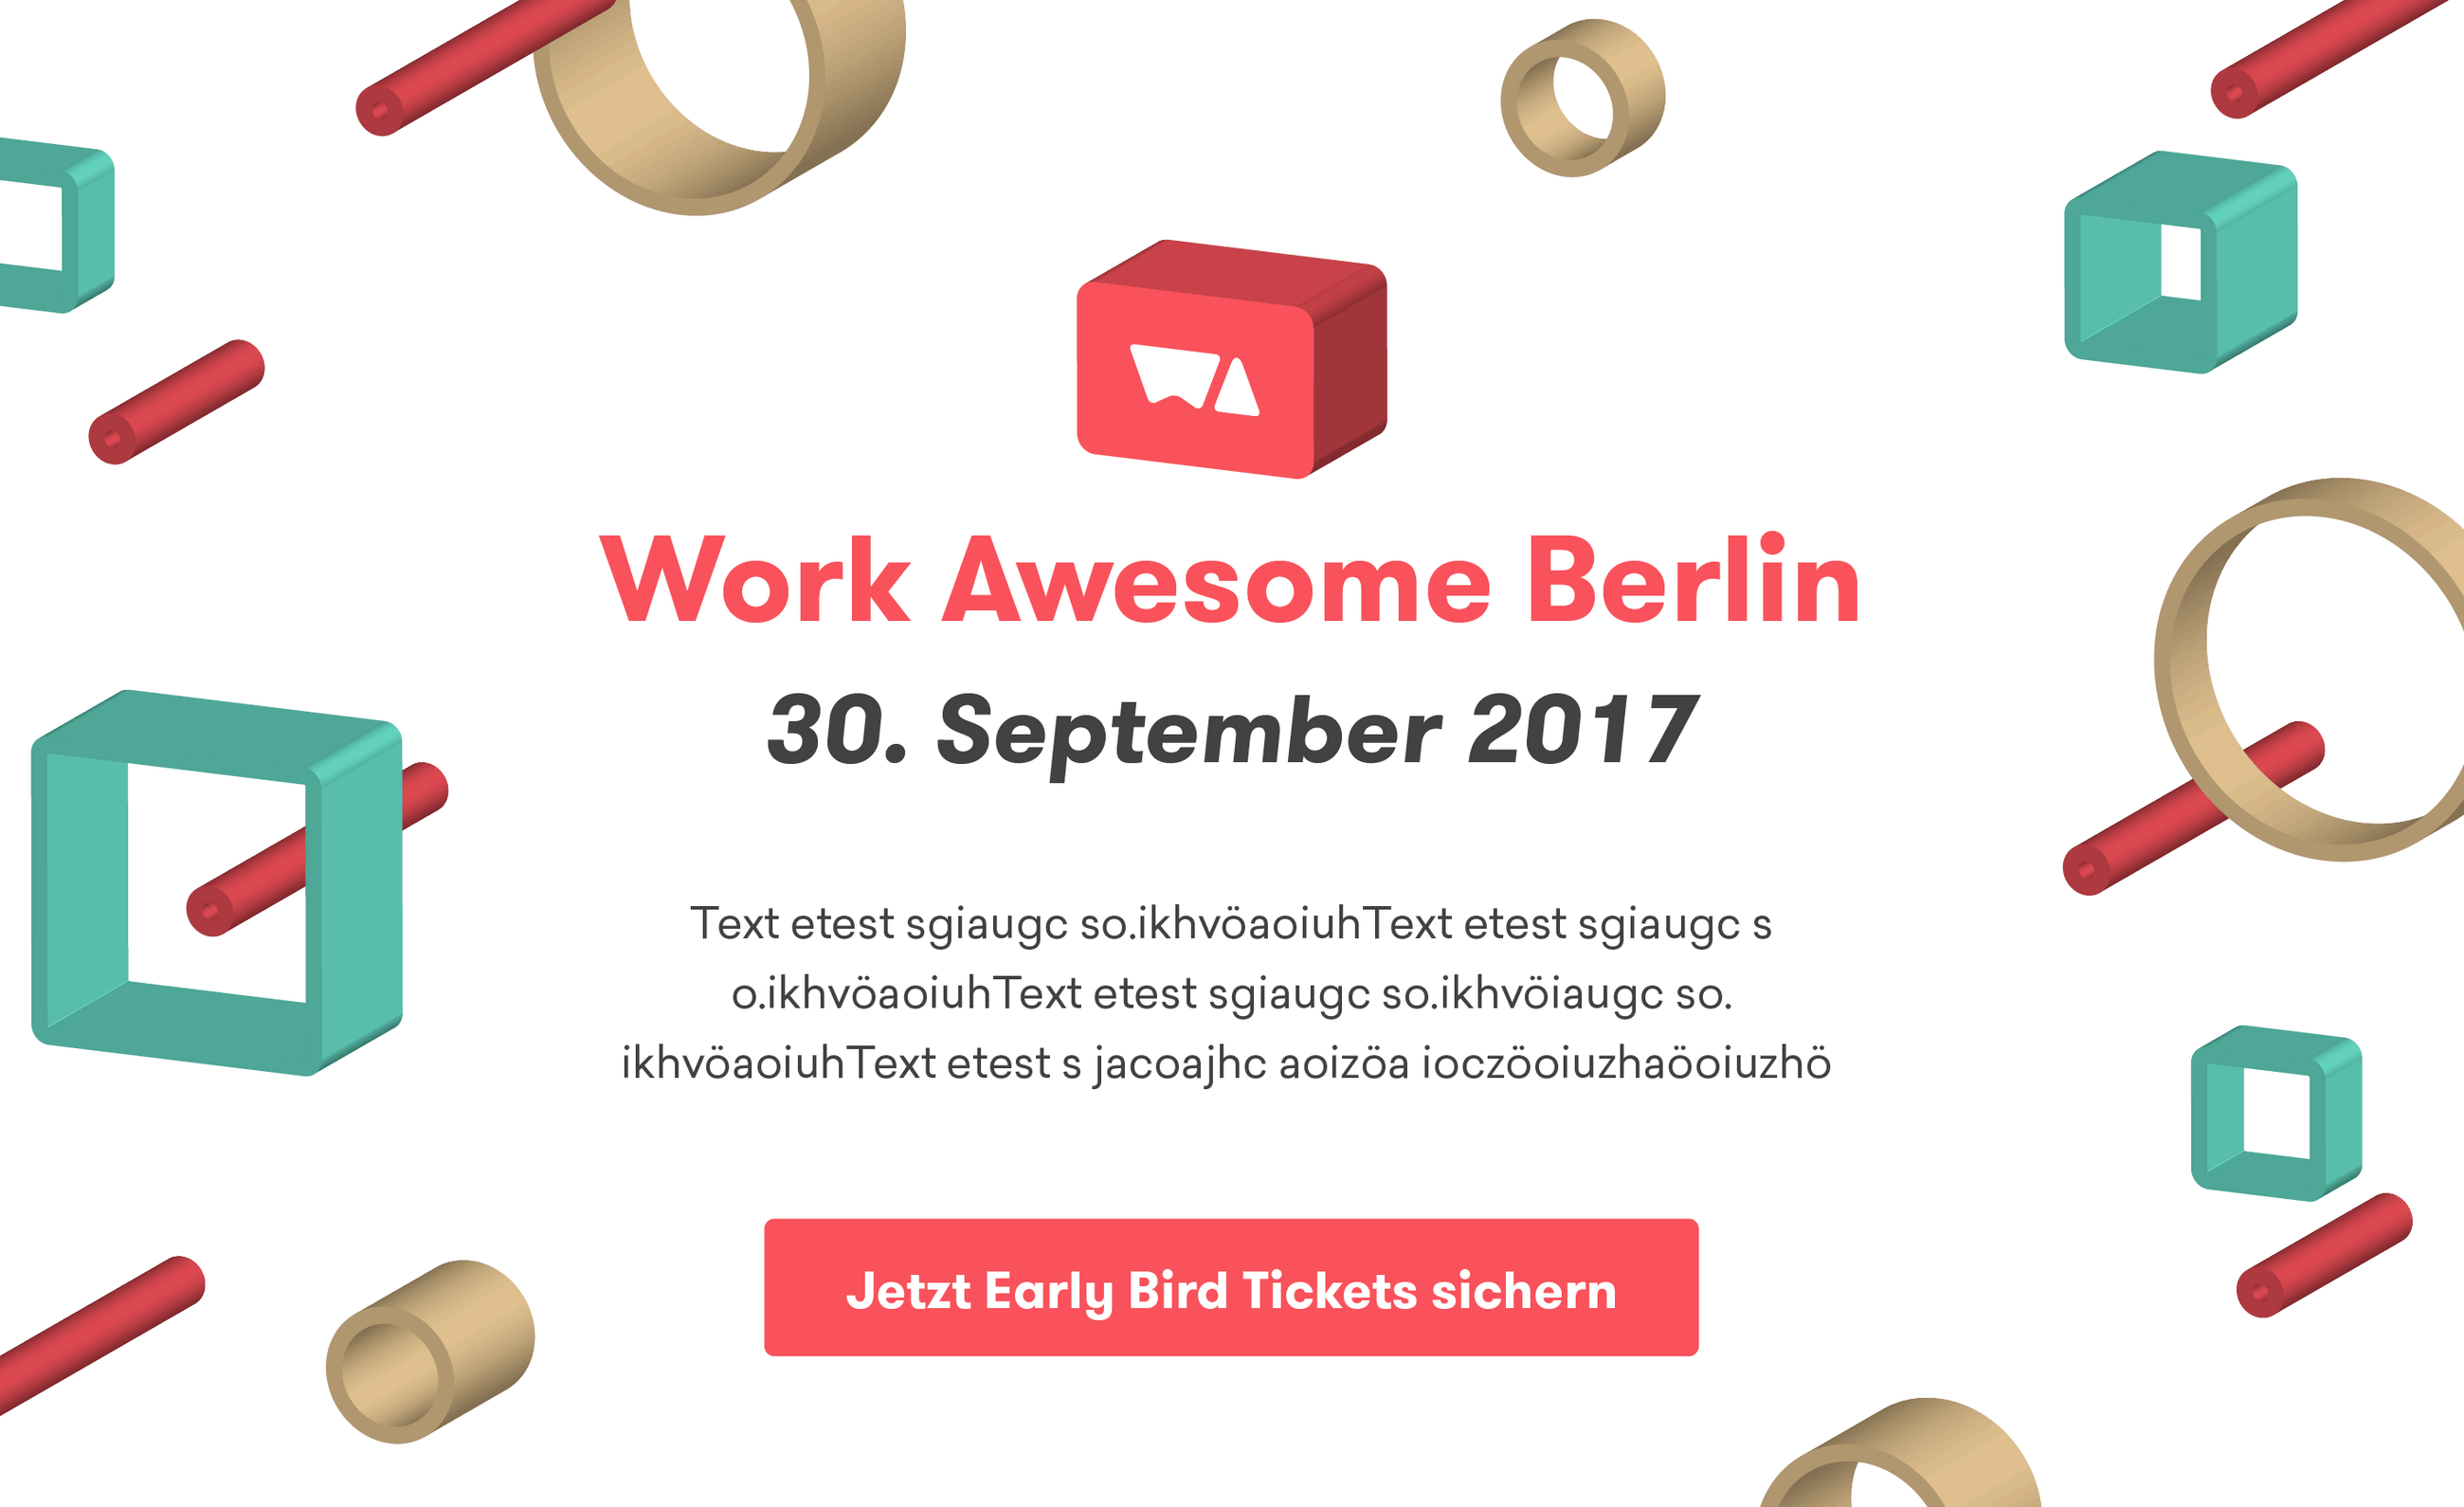 Work Awesome Berlin
30. September 2017
Text etest sgiaugc so.ikhvöaoiuhText etest sgiaugc s
o.ikhvöaoiuhText etest sgiaugc so.ikhvöiaugc so.
ikhvöaoiuhText etest s jacoajhc aoizöa ioczöoiuzhaöoiuzhö
Jetzt Early Bird Tickets sichern